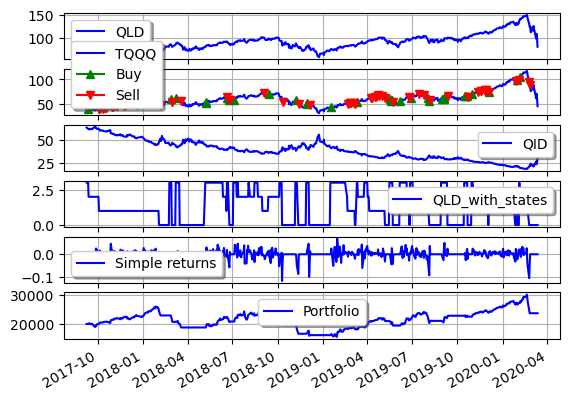 150
100
QLD
TQQQ
Buy
Sell
100
50
50
25
QID
2.5
0.0
QLD_with_states
0.0
−0.1
Simple returns
30000
20000
Portfolio
2017-10
2018-01
2018-04
2018-07
2018-10
2019-01
2019-04
2019-07
2019-10
2020-01
2020-04